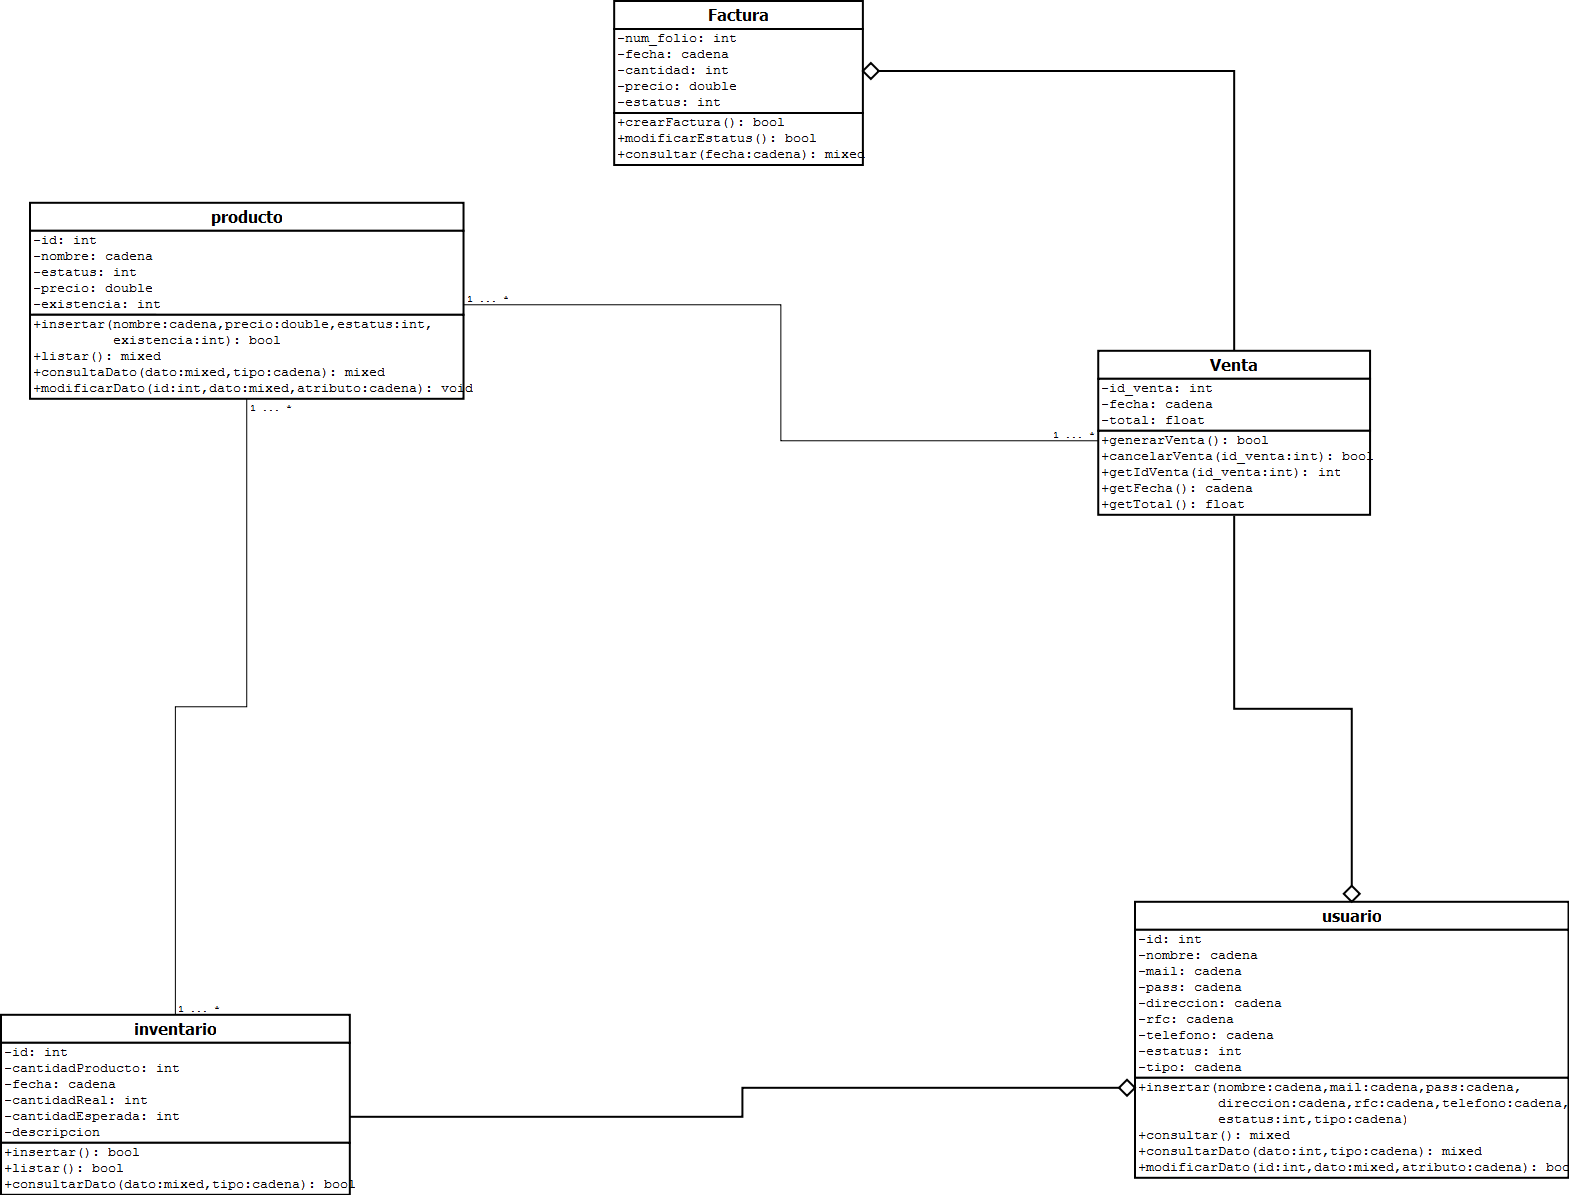 Factura
-num_folio: int
-fecha: cadena
-cantidad: int
-precio: double
-estatus: int
+crearFactura(): bool
+modificarEstatus(): bool
+consultar(fecha:cadena): mixed
producto
-id: int
-nombre: cadena
-estatus: int
-precio: double
-existencia: int
+insertar(nombre:cadena,precio:double,estatus:int,
existencia:int): bool
+listar(): mixed
+consultaDato(dato:mixed,tipo:cadena): mixed
+modificarDato(id:int,dato:mixed,atributo:cadena): void
1 ... *
1 ... *
Venta
-id_venta: int
-fecha: cadena
-total: float
1 ... *
+generarVenta(): bool
+cancelarVenta(id_venta:int): bool
+getIdVenta(id_venta:int): int
+getFecha(): cadena
+getTotal(): float
usuario
-id: int
-nombre: cadena
-mail: cadena
-pass: cadena
-direccion: cadena
-rfc: cadena
-telefono: cadena
-estatus: int
-tipo: cadena
+insertar(nombre:cadena,mail:cadena,pass:cadena,
direccion:cadena,rfc:cadena,telefono:cadena,
estatus:int,tipo:cadena)
+consultar(): mixed
+consultarDato(dato:int,tipo:cadena): mixed
+modificarDato(id:int,dato:mixed,atributo:cadena): boo
1 ... *
inventario
-id: int
-cantidadProducto: int
-fecha: cadena
-cantidadReal: int
-cantidadEsperada: int
-descripcion
+insertar(): bool
+listar(): bool
+consultarDato(dato:mixed,tipo:cadena): bool